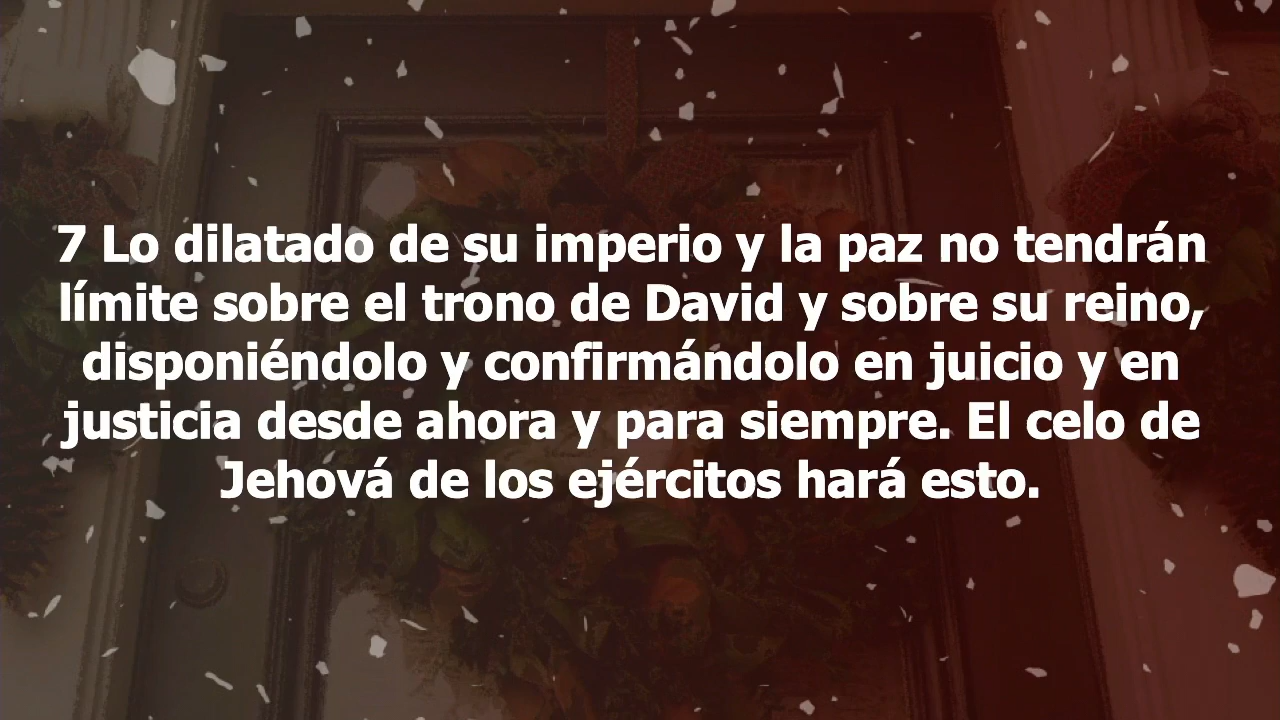 7 Lo dilatado de su imperio y la paz no tendrán
límite sobre el trono de David y sobre su reino,
disponiéndolo y confirmándolo en juicio y en
justicia desde ahora y para siempre. El celo de
Jehová de los ejércitos hará esto.